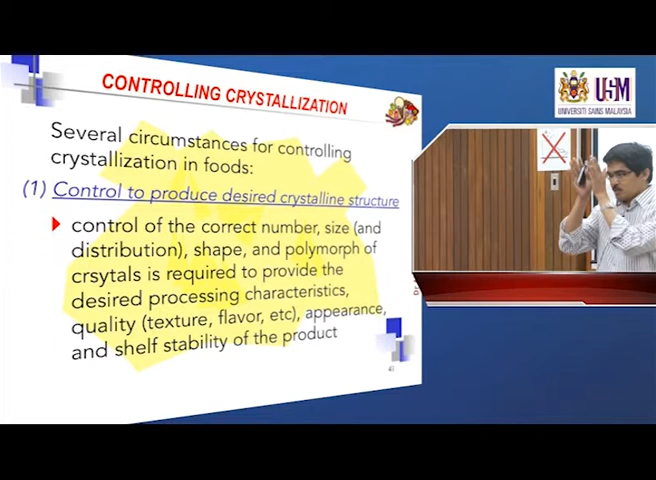 CONTROLLING CRYSTALLIZATION
Several circumstances for controlling
crystallization in foods:
(1) Control to produce desired crystalline structure
control of the correct number, size (and
distribution), shape, and polymorph of
crsytals is required to provide the
desired processing characteristics,
quality (texture, flavor, etc), appearance,
and shelf stability of the product
41
USM
UNIVERSITI SAINS MALAYSIA